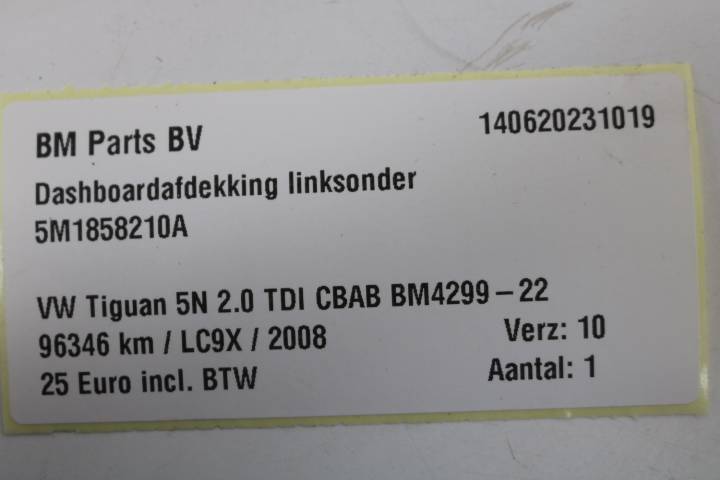 BM Parts BV 140620231019
Dashboardafdekking linksonder
5M1858210A
VW Tiguan 5N 2.0 TDI CBAB BM4299-22
96346 km / LC9X / 2008 Verz: 10
25 Euro incl. BTW Aantal: 1